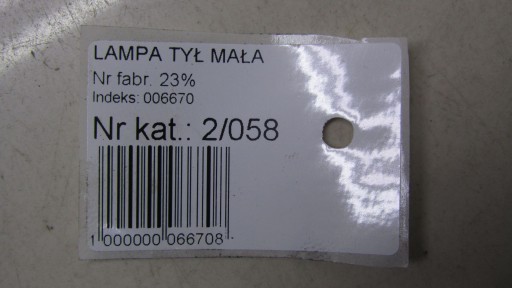 LAMPA TYŁ MAŁA
Nr fabr. 23%
Indeks: 006670
Nr kat.: 2/058
1 000000 066708